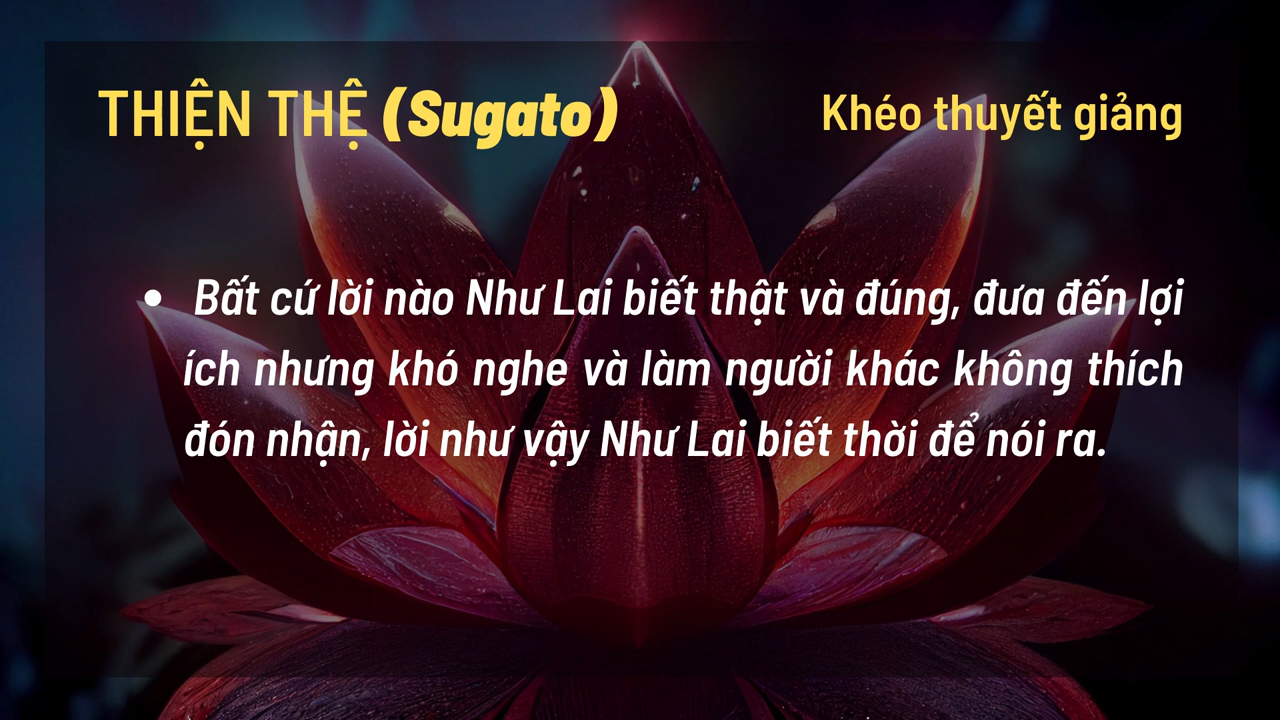 THIỆN THỆ (Sugato)
Khéo thuyết giảng
• Bất cứ lời nào Như Lai biết thật và đúng, đưa đến lợi
ích nhưng khó nghe và làm người khác không thích
đón nhận, lời như vậy Như Lai biết thời để nói ra.